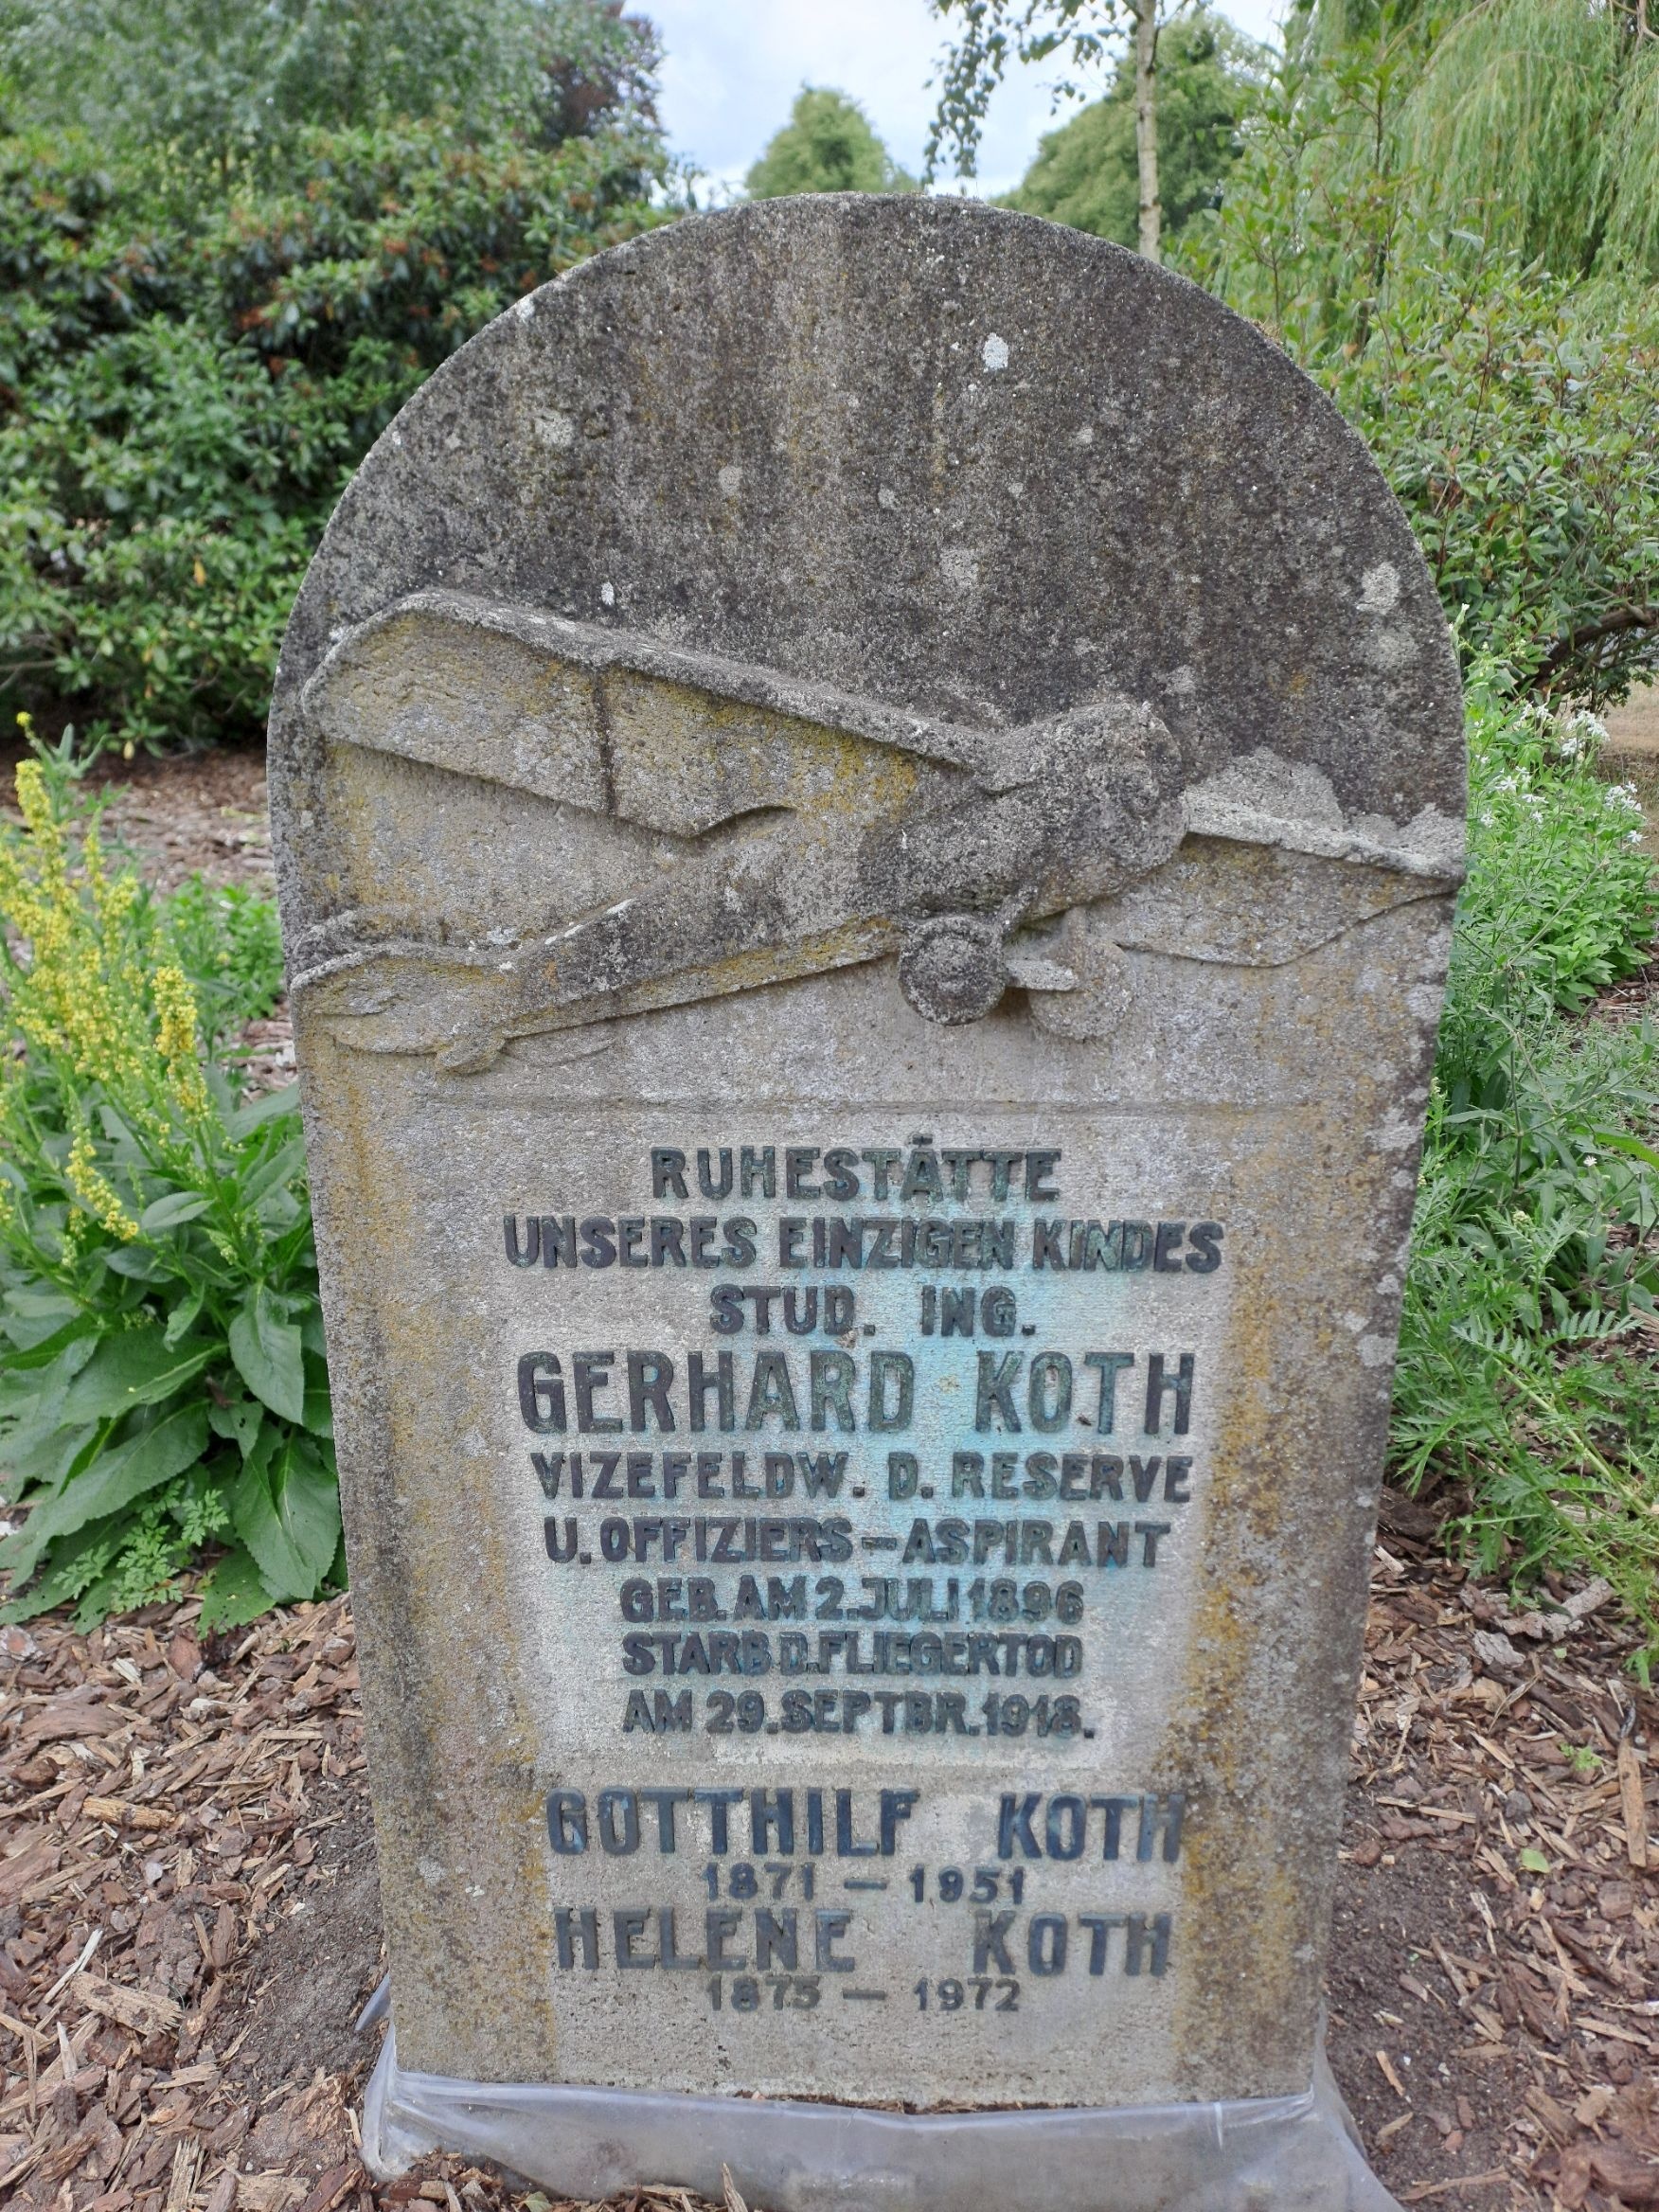 RUHESTÄTTE
UNSERES EINZIGEN KINDES
STUD. ING.
GERHARD KOTH
VIZEFELDW. D. RESERVE
U. OFFIZIERS-ASPIRANT
GEB. AM 2. JULI 1896
STARB D. FLIEGERTOD
AM 29. SEPTBR. 1918.
GOTTHILF KOTH
1871 - 1951
HELENE KOTH
1875 - 1972